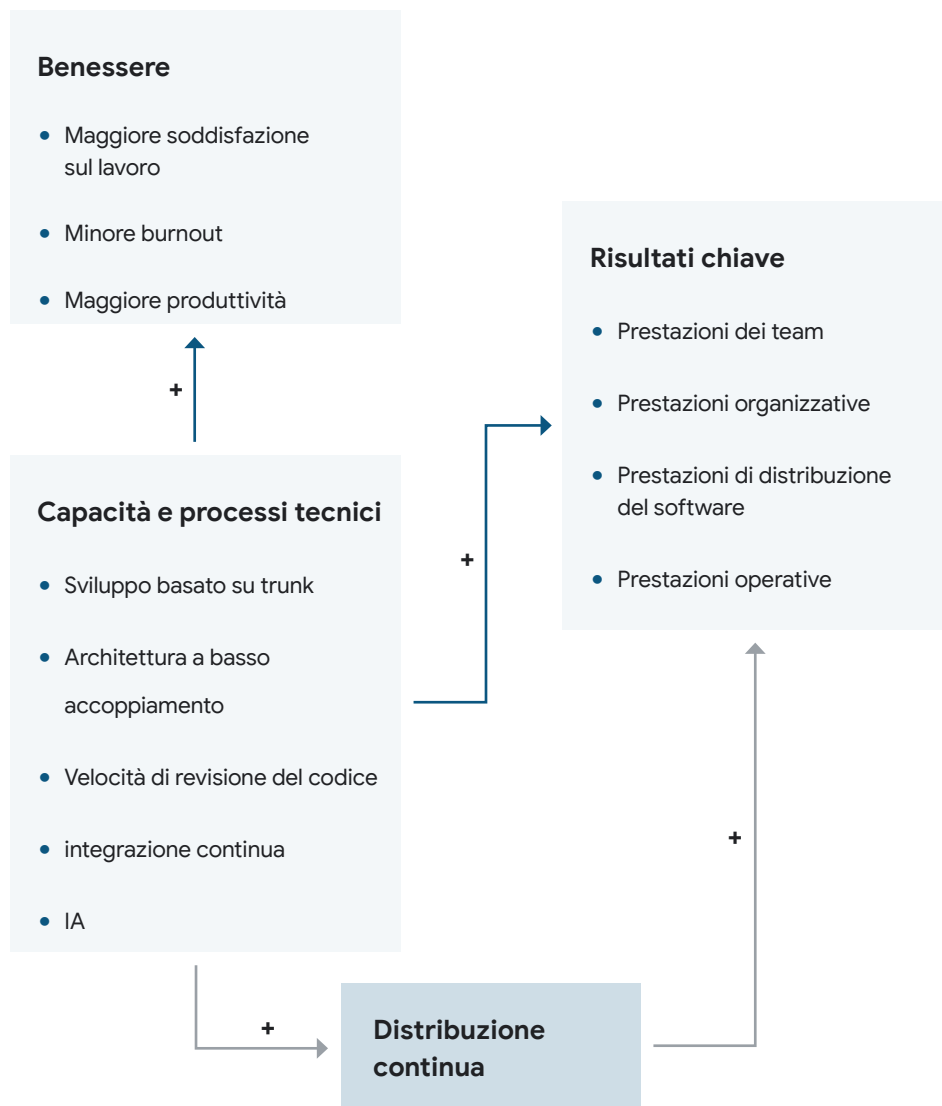 Benessere
Maggiore soddisfazione
sul lavoro
Minore burnout
Maggiore produttività
+
Capacità e processi tecnici
Sviluppo basato su trunk
Architettura a basso
accoppiamento
Velocità di revisione del codice
integrazione continua
IA
+
Risultati chiave
Prestazioni dei team
Prestazioni organizzative
Prestazioni di distribuzione
del software
Prestazioni operative
+
+
Distribuzione
continua